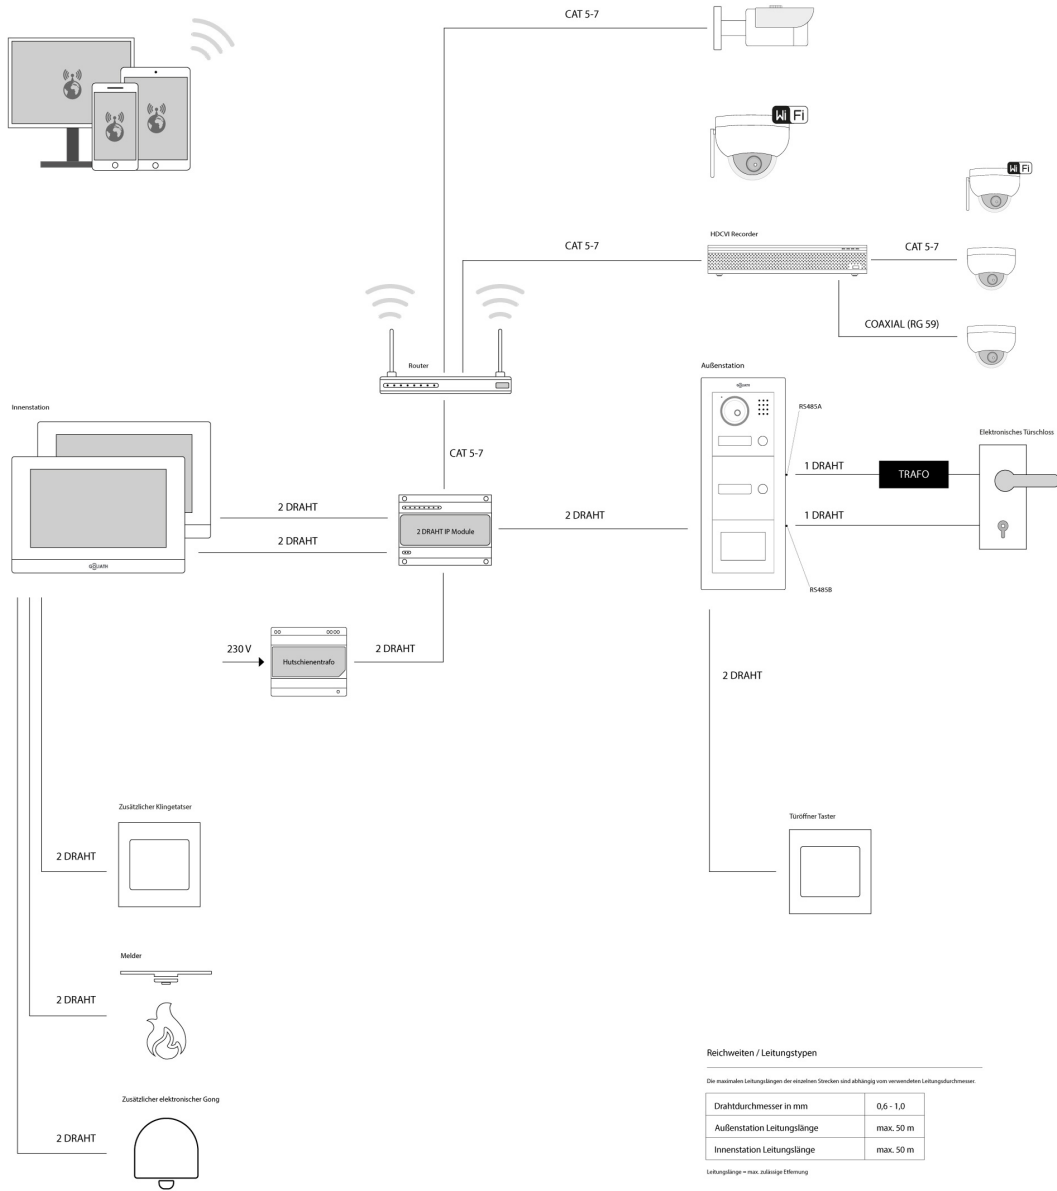 CAT 5-7
Wi Fi
Wi Fi
HDCVI Recorder
CAT 5-7
CAT 5-7
COAXIAL (RG 59)
Router
Außenstation
GOLIATH
RS485A
Innenstation
Elektronisches Türschloss
CAT 5-7
1 DRAHT
TRAFO
2 DRAHT
2 DRAHT IP Module
2 DRAHT
1 DRAHT
2 DRAHT
GOLIATH
RS485B
230 V
Hutschienentrafo
2 DRAHT
2 DRAHT
Zusätzlicher Klingetatser
Türöffner Taster
2 DRAHT
Melder
2 DRAHT
Reichweiten / Leitungstypen
Die maximalen Leitungslängen der einzelnen Strecken sind abhängig vom verwendeten Leitungsdurchmesser.
Zusätzlicher elektronischer Gong
Drahtdurchmesser in mm 0,6 - 1,0
Außenstation Leitungslänge max. 50 m
2 DRAHT
Innenstation Leitungslänge max. 50 m
Leitungslänge = max. zulässige Etfernung